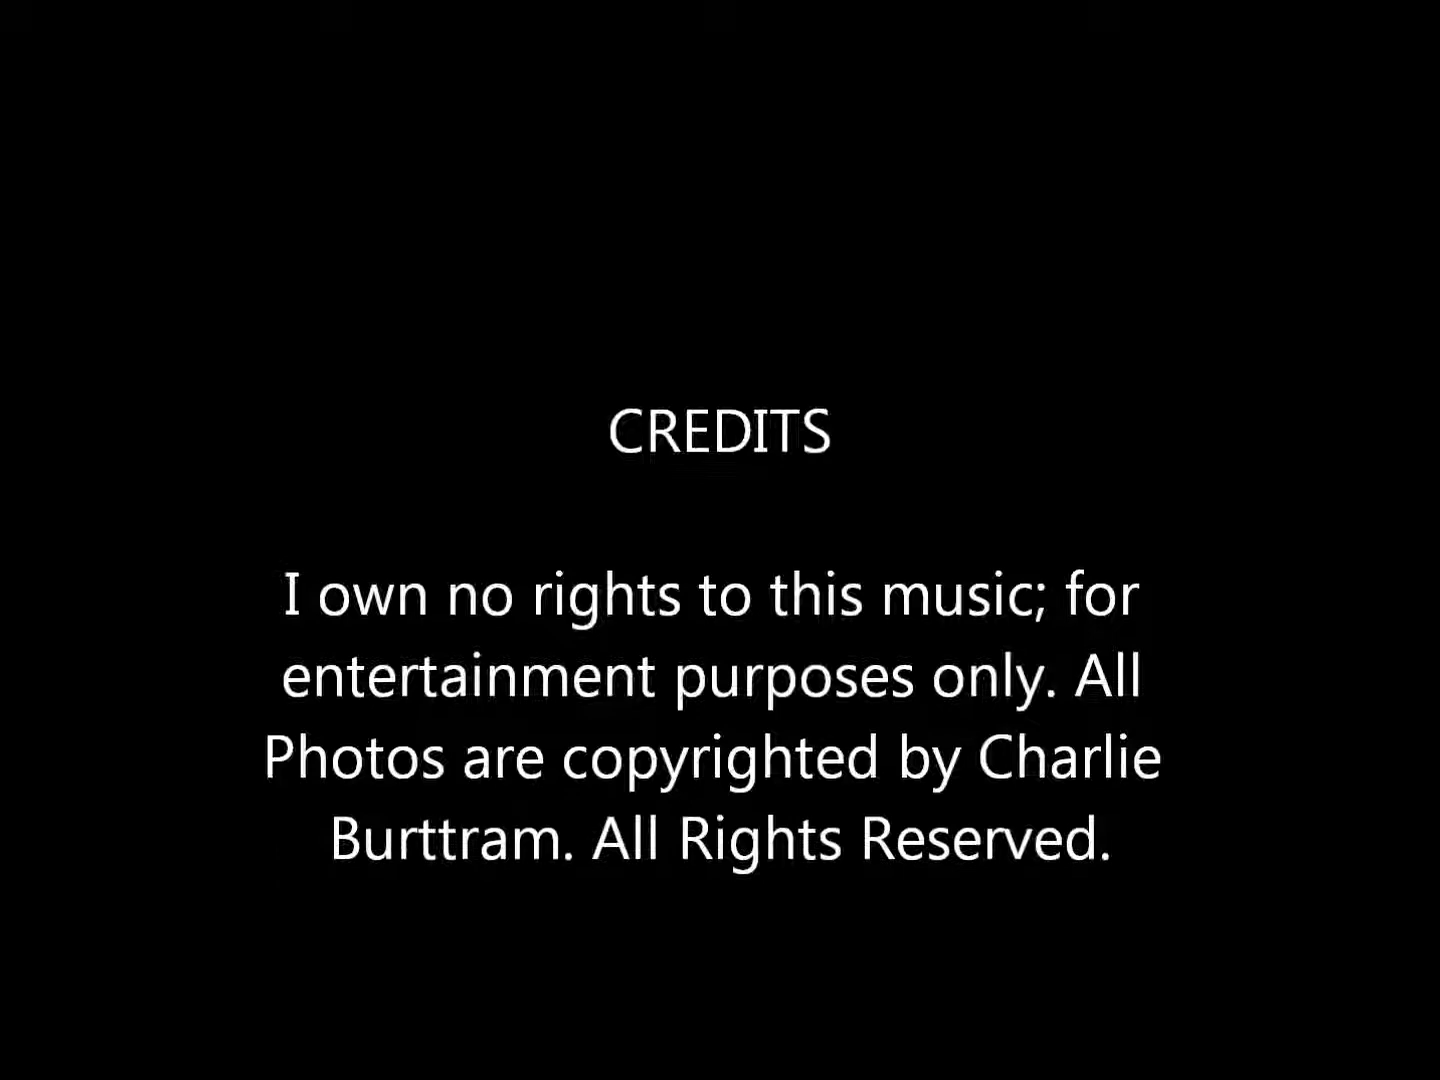 CREDITS
I own no rights to this music; for
entertainment purposes only. All
Photos are copyrighted by Charlie
Burttram. All Rights Reserved.